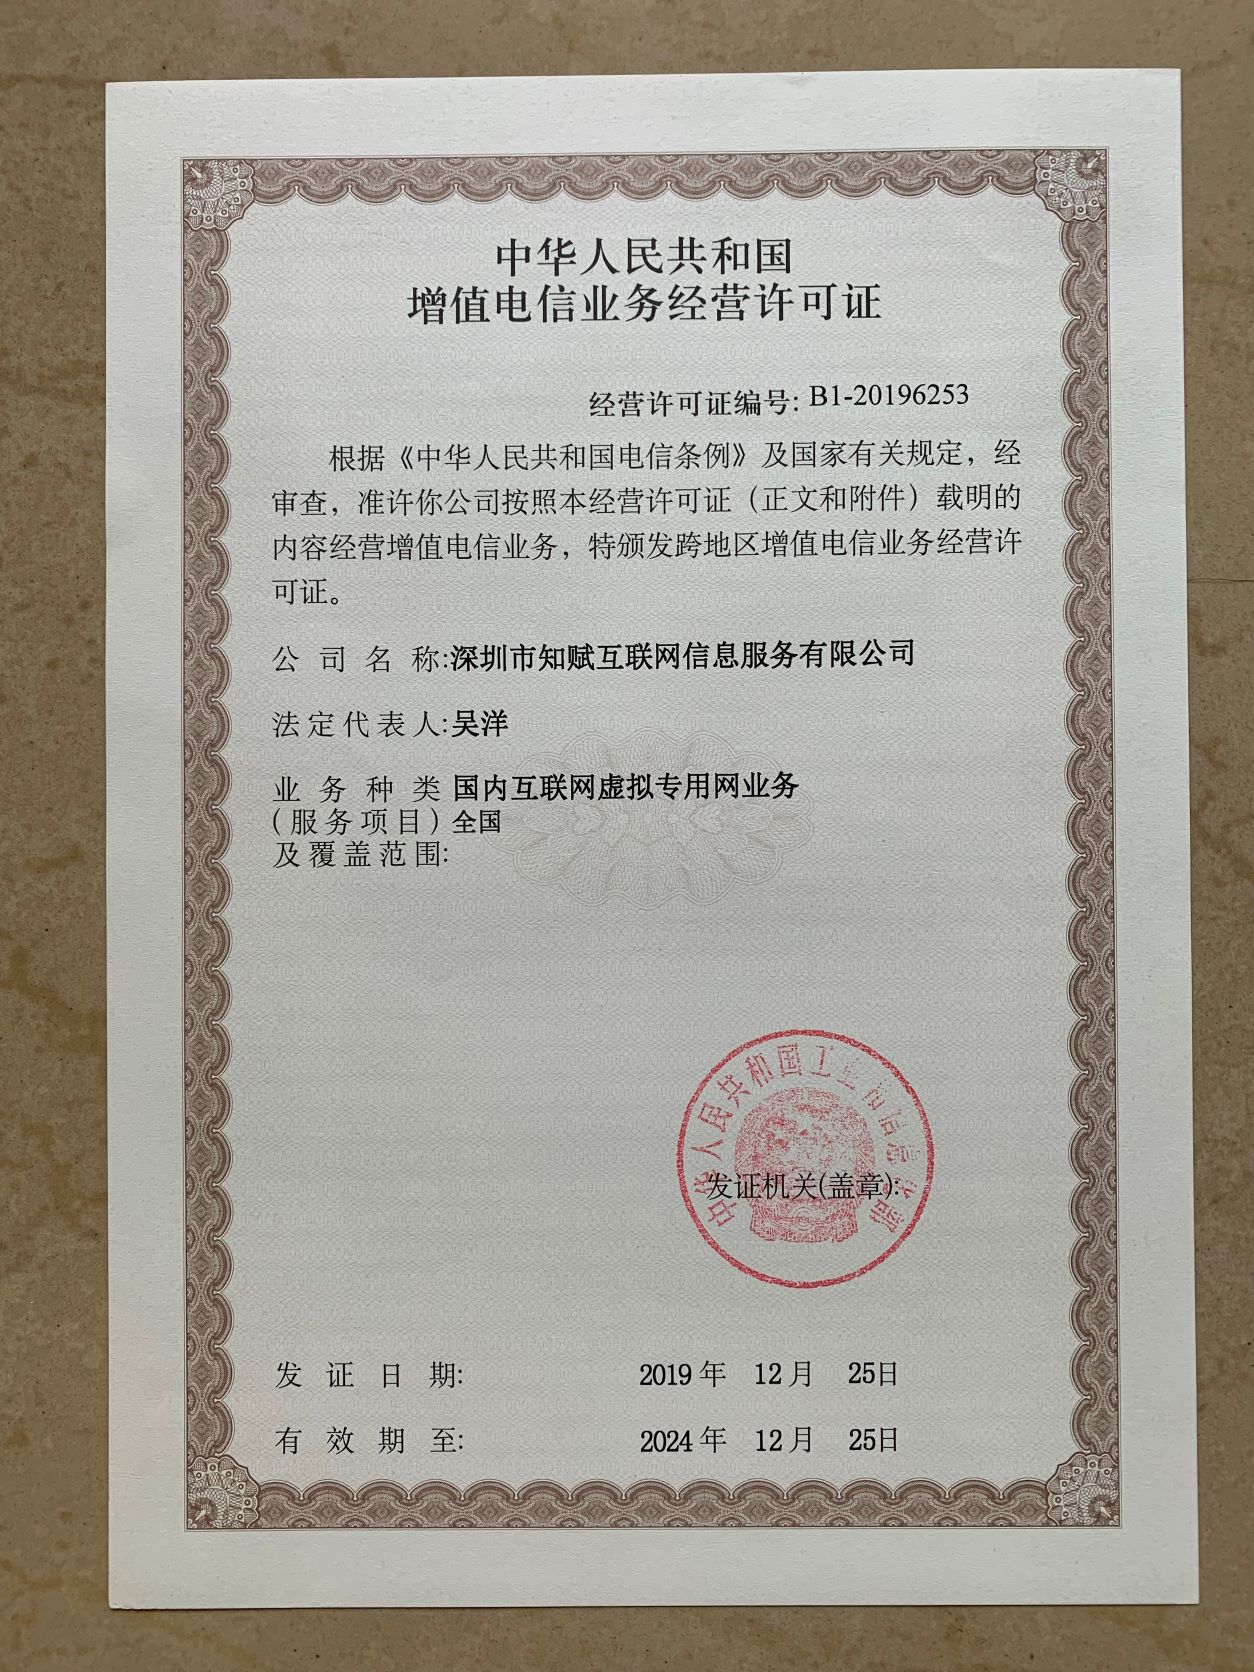 中华人民共和国
增值电信业务经营许可证
经营许可证编号: B1-20196253
根据《中华人民共和国电信条例》及国家有关规定，经
审查，准许你公司按照本经营许可证（正文和附件）载明的
内容经营增值电信业务，特颁发跨地区增值电信业务经营许
可证。
公司名称:深圳市知赋互联网信息服务有限公司
法定代表人:吴洋
业务种类 国内互联网虚拟专用网业务
(服务项目) 全国
及覆盖范围:
中华人民共和国工业和信息化部
发证机关(盖章):
发证日期: 2019年 12月 25日
有效期至: 2024年 12月 25日